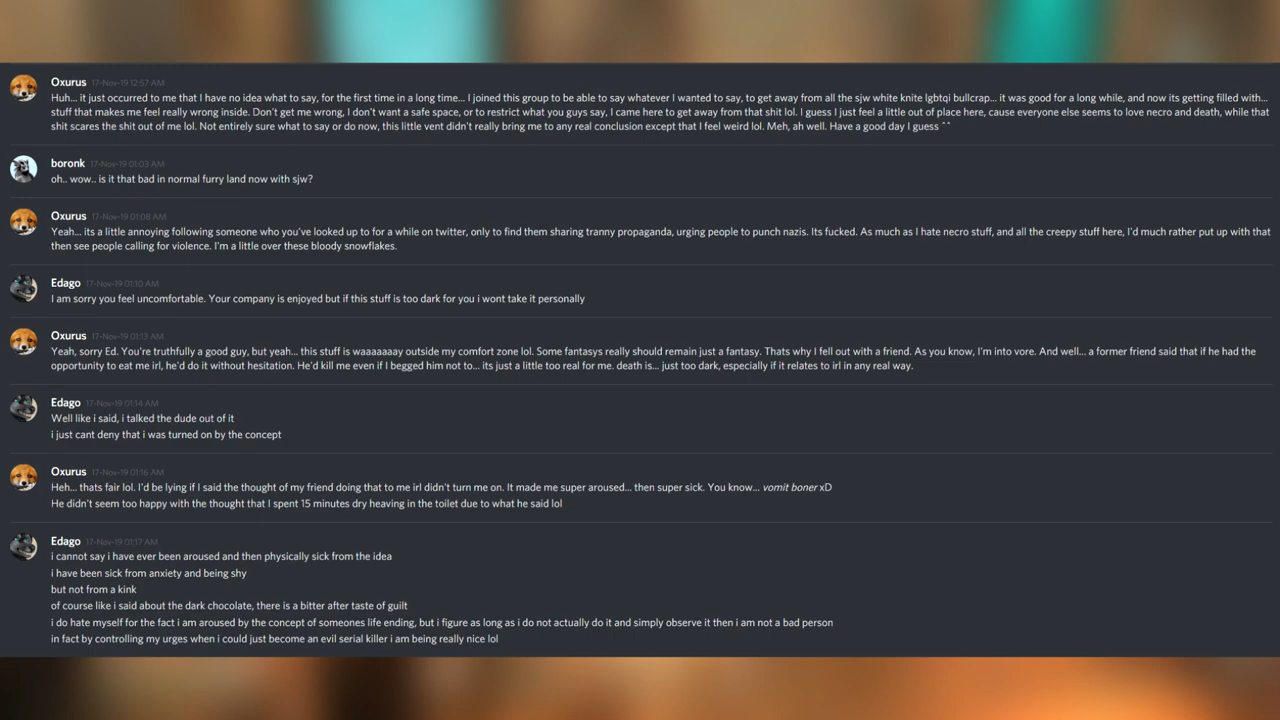 Oxurus 17-Nov-19 12:57 AM
Huh... it just occurred to me that I have no idea what to say, for the first time in a long time... I joined this group to be able to say whatever I wanted to say, to get away from all the sjw white knite lgbtqi bullcrap... it was good for a long while, and now its getting filled with...
stuff that makes me feel really wrong inside. Don't get me wrong, I don't want a safe space, or to restrict what you guys say, I came here to get away from that shit lol. I guess I just feel a little out of place here, cause everyone else seems to love necro and death, while that
shit scares the shit out of me lol. Not entirely sure what to say or do now, this little vent didn't really bring me to any real conclusion except that I feel weird lol. Meh, ah well. Have a good day I guess ^^
boronk 17-Nov-19 01:03 AM
oh.. wow.. is it that bad in normal furry land now with sjw?
Oxurus 17-Nov-19 01:08 AM
Yeah... its a little annoying following someone who you've looked up to for a while on twitter, only to find them sharing tranny propaganda, urging people to punch nazis. Its fucked. As much as I hate necro stuff, and all the creepy stuff here, I'd much rather put up with that
then see people calling for violence. I'm a little over these bloody snowflakes.
Edago 17-Nov-19 01:10 AM
I am sorry you feel uncomfortable. Your company is enjoyed but if this stuff is too dark for you i wont take it personally
Oxurus 17-Nov-19 01:13 AM
Yeah, sorry Ed. You're truthfully a good guy, but yeah... this stuff is waaaaaaay outside my comfort zone lol. Some fantasys really should remain just a fantasy. Thats why I fell out with a friend. As you know, I'm into vore. And well... a former friend said that if he had the
opportunity to eat me irl, he'd do it without hesitation. He'd kill me even if I begged him not to... its just a little too real for me. death is... just too dark, especially if it relates to irl in any real way.
Edago 17-Nov-19 01:14 AM
Well like i said, i talked the dude out of it
i just cant deny that i was turned on by the concept
Oxurus 17-Nov-19 01:16 AM
Heh... thats fair lol. I'd be lying if I said the thought of my friend doing that to me irl didn't turn me on. It made me super aroused... then super sick. You know... vomit boner xD
He didn't seem too happy with the thought that I spent 15 minutes dry heaving in the toilet due to what he said lol
Edago 17-Nov-19 01:17 AM
i cannot say i have ever been aroused and then physically sick from the idea
i have been sick from anxiety and being shy
but not from a kink
of course like i said about the dark chocolate, there is a bitter after taste of guilt
i do hate myself for the fact i am aroused by the concept of someones life ending, but i figure as long as i do not actually do it and simply observe it then i am not a bad person
in fact by controlling my urges when i could just become an evil serial killer i am being really nice lol